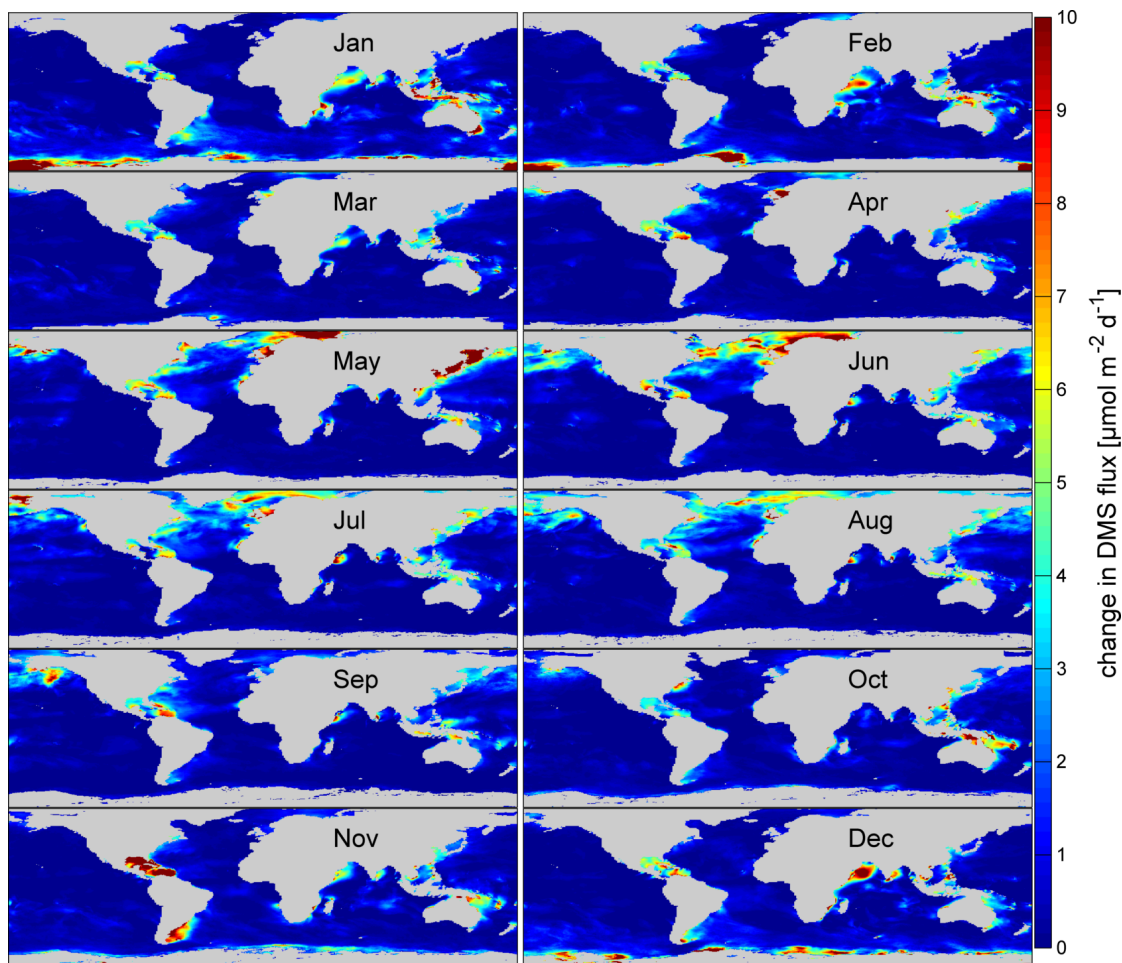 Jan
Feb
Mar
Apr
May
Jun
Jul
Aug
Sep
Oct
Nov
Dec
10
9
8
7
6
5
4
3
2
1
0
change in DMS flux [µmol m⁻² d⁻¹]